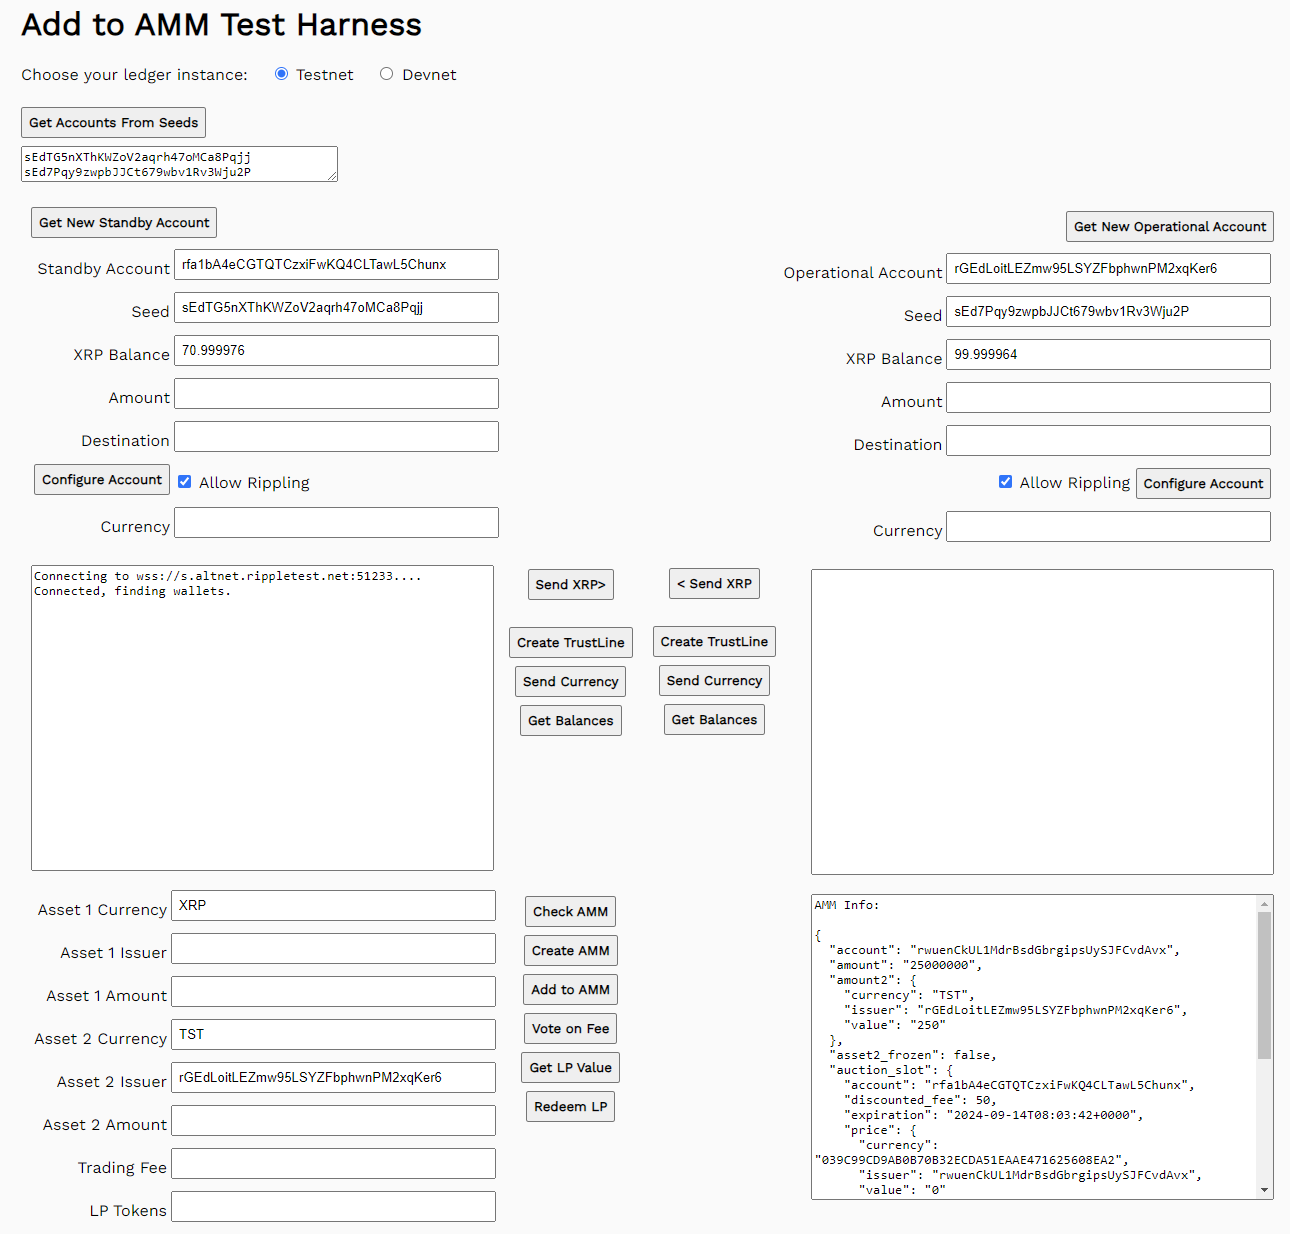 Add to AMM Test Harness
Choose your ledger instance: Testnet Devnet
Get Accounts From Seeds
sEdTG5nXThKWZoV2aqrh47oMCa8Pqjj
sEd7Pqy9zwpbJJCt679wbv1Rv3Wju2P
Get New Standby Account
Standby Account rfa1bA4eCGTQTCzxiFwKQ4CLTawL5Chunx
Seed sEdTG5nXThKWZoV2aqrh47oMCa8Pqjj
XRP Balance 70.999976
Amount
Destination
Configure Account Allow Rippling
Currency
Get New Operational Account
Operational Account rGEdLoitLEZmw95LSYZFbphwnPM2xqKer6
Seed sEd7Pqy9zwpbJJCt679wbv1Rv3Wju2P
XRP Balance 99.999964
Amount
Destination
Allow Rippling Configure Account
Currency
Connecting to wss://s.altnet.rippletest.net:51233....
Connected, finding wallets.
Send XRP> < Send XRP
Create TrustLine Create TrustLine
Send Currency Send Currency
Get Balances Get Balances
Asset 1 Currency XRP
Asset 1 Issuer
Asset 1 Amount
Asset 2 Currency TST
Asset 2 Issuer rGEdLoitLEZmw95LSYZFbphwnPM2xqKer6
Asset 2 Amount
Trading Fee
LP Tokens
Check AMM
Create AMM
Add to AMM
Vote on Fee
Get LP Value
Redeem LP
AMM Info:
{
"account": "rwuenCkUL1MdrBsdGbrgipsUySJFCvdAvx",
"amount": "25000000",
"amount2": {
"currency": "TST",
"issuer": "rGEdLoitLEZmw95LSYZFbphwnPM2xqKer6",
"value": "250"
},
"asset2_frozen": false,
"auction_slot": {
"account": "rfa1bA4eCGTQTCzxiFwKQ4CLTawL5Chunx",
"discounted_fee": 50,
"expiration": "2024-09-14T08:03:42+0000",
"price": {
"currency":
"039C99CD9AB0B70B32ECDA51EAAE471625608EA2",
"issuer": "rwuenCkUL1MdrBsdGbrgipsUySJFCvdAvx",
"value": "0"